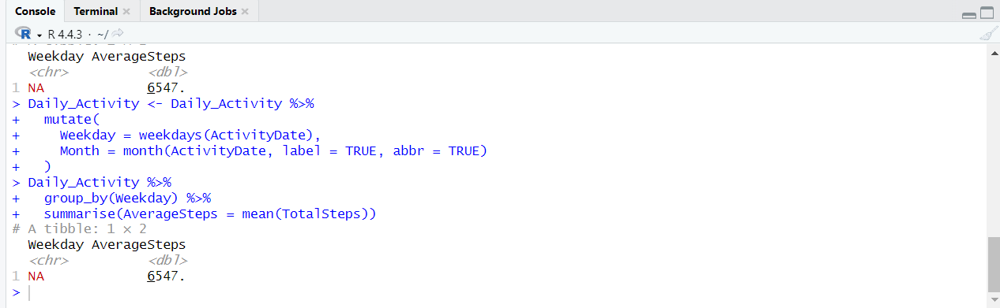 Console Terminal Background Jobs
R 4.4.3 · ~/
Weekday AverageSteps
<chr> <dbl>
1 NA 6547.
> Daily_Activity <- Daily_Activity %>%
+ mutate(
+ Weekday = weekdays(ActivityDate),
+ Month = month(ActivityDate, label = TRUE, abbr = TRUE)
+ )
> Daily_Activity %>%
+ group_by(Weekday) %>%
+ summarise(AverageSteps = mean(TotalSteps))
# A tibble: 1 × 2
Weekday AverageSteps
<chr> <dbl>
1 NA 6547.
>